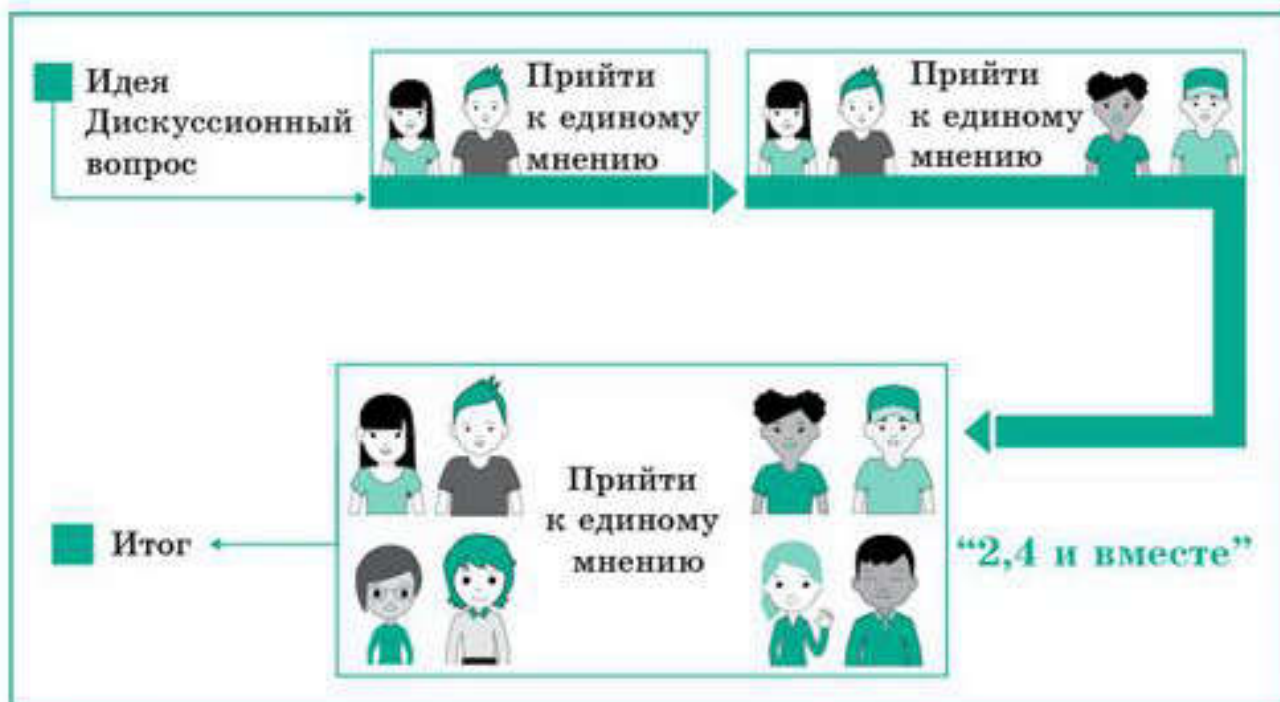 Идея
Дискуссионный
вопрос
Прийти
к единому
мнению
Прийти
к единому
мнению
Прийти
к единому
мнению
“2,4 и вместе”
Итог